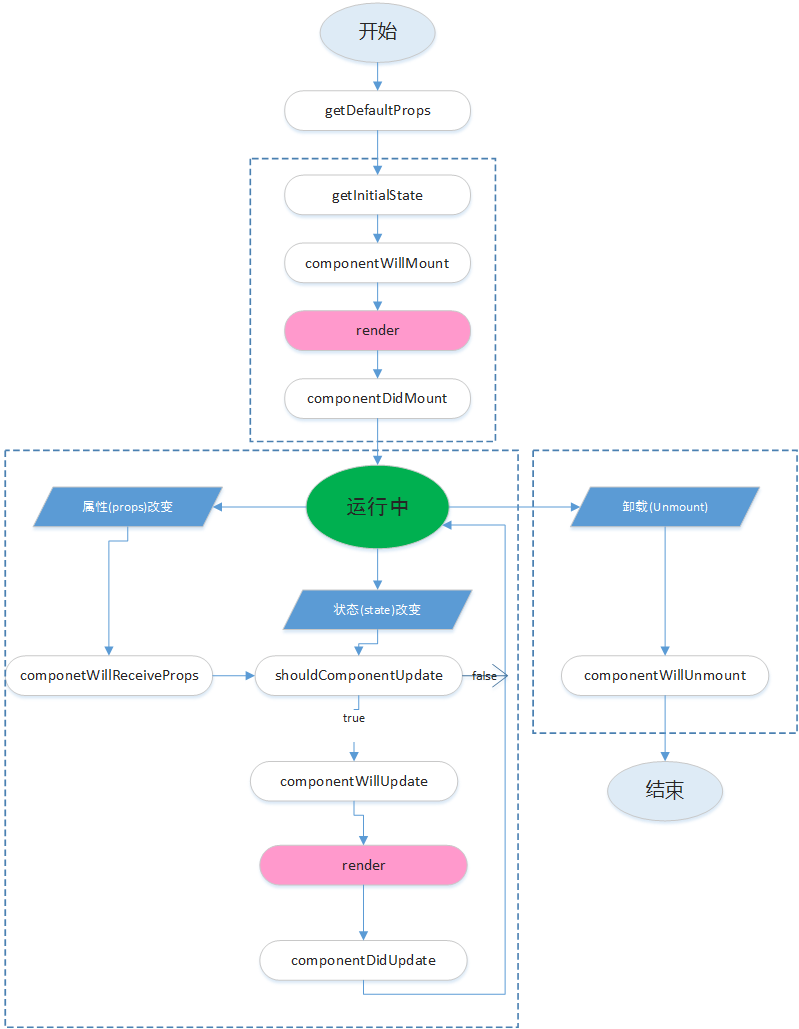 开始
getDefaultProps
getInitialState
componentWillMount
render
componentDidMount
运行中
属性(props)改变
卸载(Unmount)
状态(state)改变
componetWillReceiveProps
shouldComponentUpdate
false
componentWillUnmount
true
componentWillUpdate
结束
render
componentDidUpdate